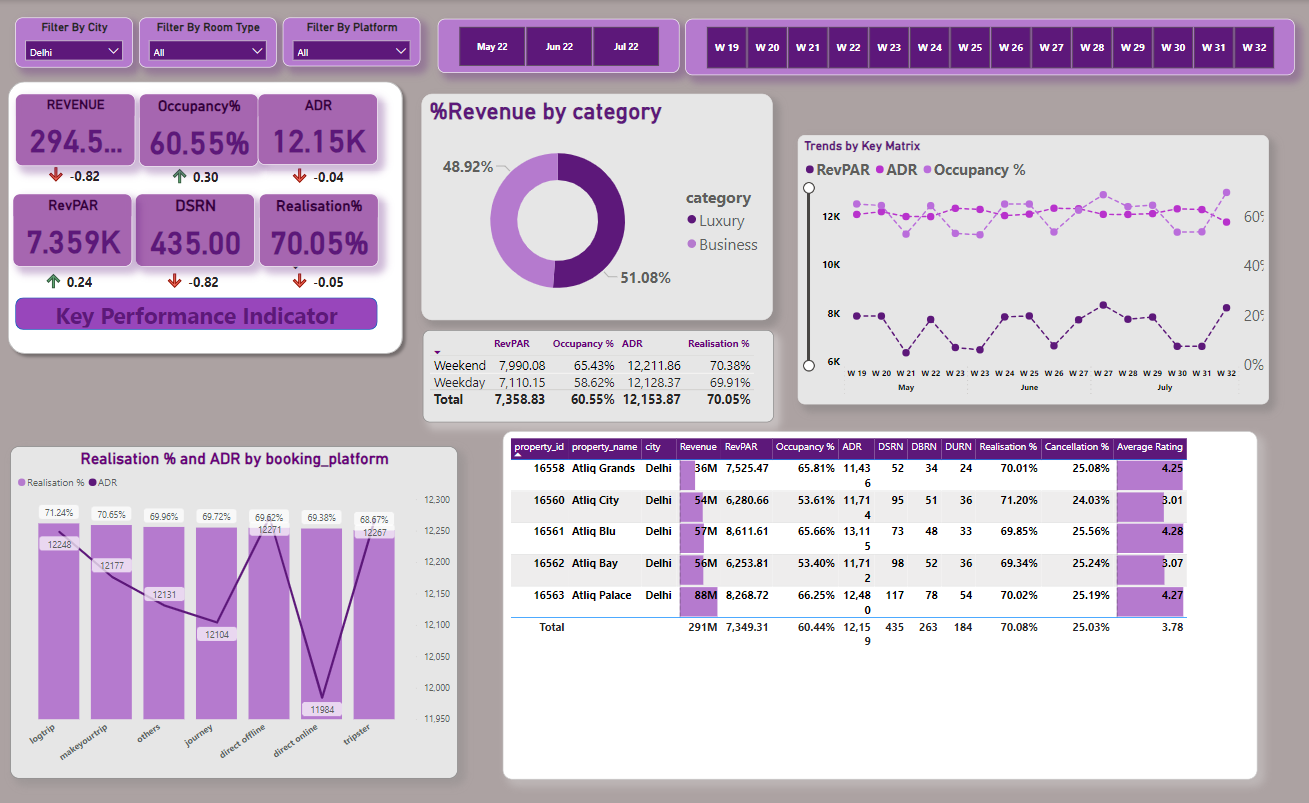 Filter By City
Delhi
Filter By Room Type
All
Filter By Platform
All
May 22 Jun 22 Jul 22
W 19 W 20 W 21 W 22 W 23 W 24 W 25 W 26 W 27 W 28 W 29 W 30 W 31 W 32
REVENUE
294.5...
-0.82
Occupancy%
60.55%
0.30
ADR
12.15K
-0.04
RevPAR
7.359K
0.24
DSRN
435.00
-0.82
Realisation%
70.05%
-0.05
Key Performance Indicator
%Revenue by category
48.92%
51.08%
category
Luxury
Business
RevPAR Occupancy % ADR Realisation %
Weekend 7,990.08 65.43% 12,211.86 70.38%
Weekday 7,110.15 58.62% 12,128.37 69.91%
Total 7,358.83 60.55% 12,153.87 70.05%
Trends by Key Matrix
RevPAR ADR Occupancy %
12K
10K
8K
6K
60%
40%
20%
0%
W 19 W 20 W 21 W 22 W 23 W 23 W 24 W 25 W 26 W 27 W 27 W 28 W 29 W 30 W 31 W 32
May June July
Realisation % and ADR by booking_platform
Realisation % ADR
71.24% 70.65% 69.96% 69.72% 69.62% 69.38% 68.67%
12248 12177 12131 12104 12271 11984 12267
12,300
12,250
12,200
12,150
12,100
12,050
12,000
11,950
logtrip makeyourtrip others journey direct offline direct online tripster
property_id property_name city Revenue RevPAR Occupancy % ADR DSRN DBRN DURN Realisation % Cancellation % Average Rating
16558 Atliq Grands Delhi 36M 7,525.47 65.81% 11,436 52 34 24 70.01% 25.08% 4.25
16560 Atliq City Delhi 54M 6,280.66 53.61% 11,714 95 51 36 71.20% 24.03% 3.01
16561 Atliq Blu Delhi 57M 8,611.61 65.66% 13,115 73 48 33 69.85% 25.56% 4.28
16562 Atliq Bay Delhi 56M 6,253.81 53.40% 11,712 98 52 36 69.34% 25.24% 3.07
16563 Atliq Palace Delhi 88M 8,268.72 66.25% 12,480 117 78 54 70.02% 25.19% 4.27
Total 291M 7,349.31 60.44% 12,159 435 263 184 70.08% 25.03% 3.78